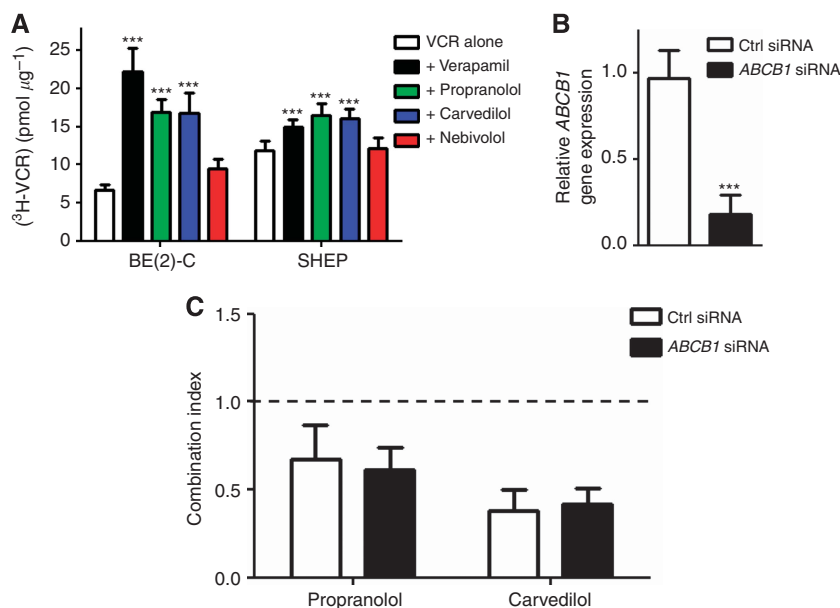 A
(³H-VCR) (pmol µg⁻¹)
25
20
15
10
5
0
***
***
***
***
***
***
BE(2)-C
SHEP
VCR alone
+ Verapamil
+ Propranolol
+ Carvedilol
+ Nebivolol
B
Relative ABCB1
gene expression
1.0
0.5
0.0
***
Ctrl siRNA
ABCB1 siRNA
C
Combination index
1.5
1.0
0.5
0.0
Propranolol
Carvedilol
Ctrl siRNA
ABCB1 siRNA